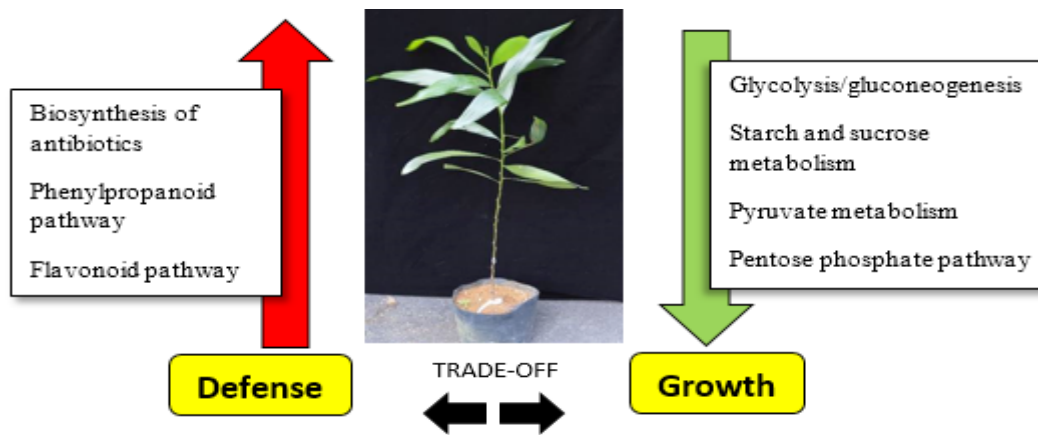 Biosynthesis of
antibiotics
Phenylpropanoid
pathway
Flavonoid pathway
Glycolysis/gluconeogenesis
Starch and sucrose
metabolism
Pyruvate metabolism
Pentose phosphate pathway
Defense
TRADE-OFF
Growth